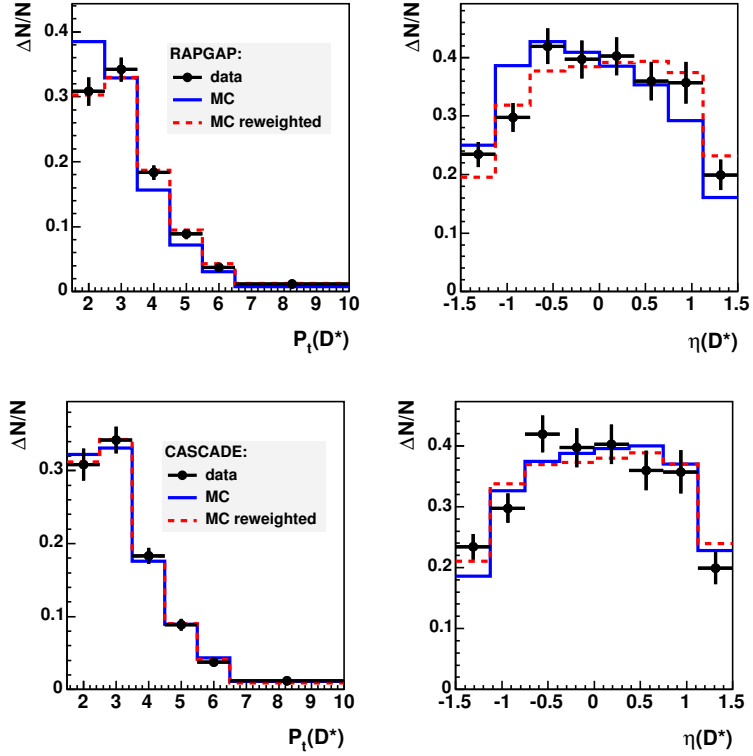 ΔN/N
0.4
0.3
0.2
0.1
0
RAPGAP:
data
MC
MC reweighted
2 3 4 5 6 7 8 9 10
P_t(D*)
ΔN/N
0.4
0.3
0.2
0.1
0
-1.5 -1 -0.5 0 0.5 1 1.5
η(D*)
ΔN/N
0.3
0.2
0.1
0
CASCADE:
data
MC
MC reweighted
2 3 4 5 6 7 8 9 10
P_t(D*)
ΔN/N
0.4
0.3
0.2
0.1
0
-1.5 -1 -0.5 0 0.5 1 1.5
η(D*)